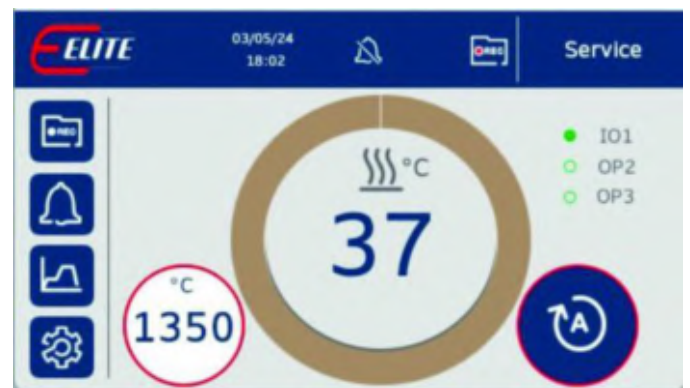 ELITE
03/05/24
18:02
REC
Service
REC
IO1
OP2
OP3
°C
37
°C
1350
A